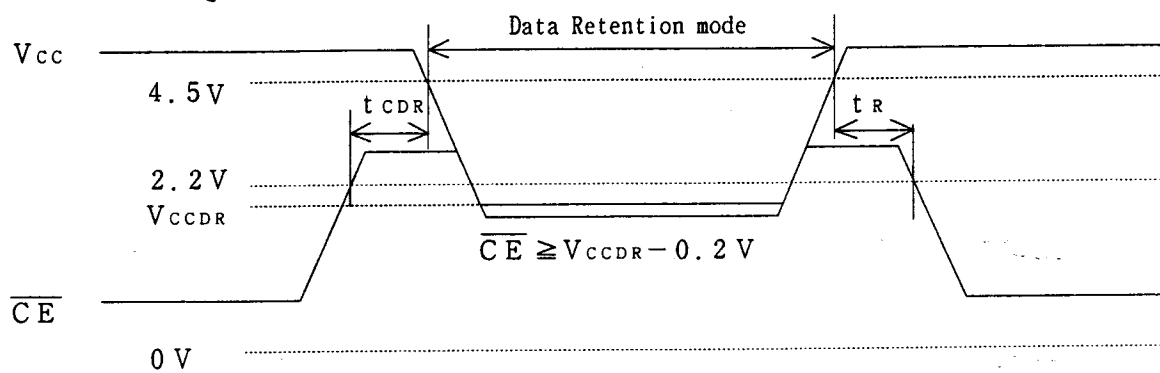 Data Retention mode
Vcc
4.5V
tCDR
tR
2.2V
VCCDR
CE≧VCCDR-0.2V
CE
0V